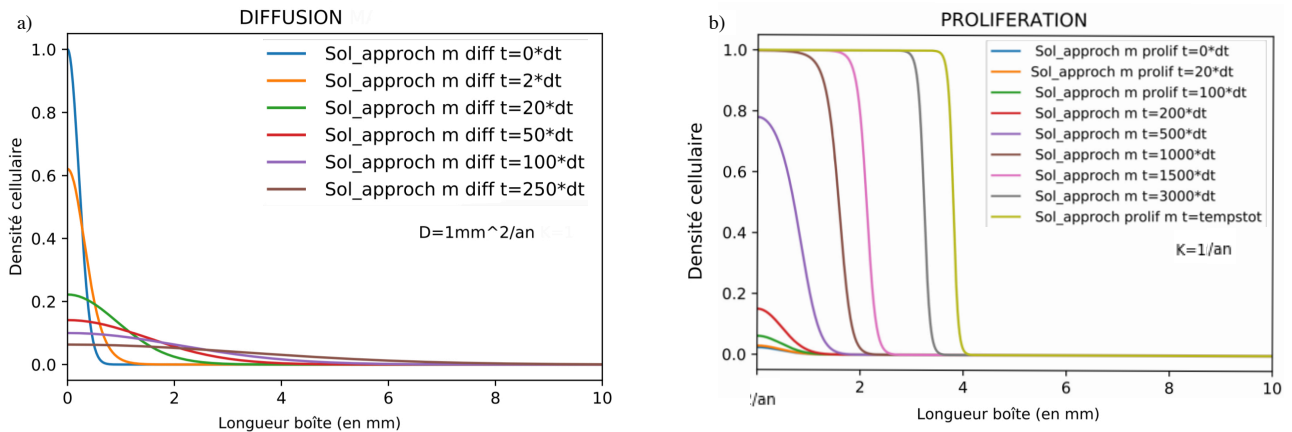 a)
DIFFUSION
Sol_approch m diff t=0*dt
Sol_approch m diff t=2*dt
Sol_approch m diff t=20*dt
Sol_approch m diff t=50*dt
Sol_approch m diff t=100*dt
Sol_approch m diff t=250*dt
D=1mm^2/an
Densité cellulaire
1.0
0.8
0.6
0.4
0.2
0.0
0 2 4 6 8 10
Longueur boîte (en mm)
b)
PROLIFERATION
Sol_approch m prolif t=0*dt
Sol_approch m prolif t=20*dt
Sol_approch m prolif t=100*dt
Sol_approch m t=200*dt
Sol_approch m t=500*dt
Sol_approch m t=1000*dt
Sol_approch m t=1500*dt
Sol_approch m t=3000*dt
Sol_approch prolif m t=tempstot
K=1/an
Densité cellulaire
1.0
0.8
0.6
0.4
0.2
0.0
2 4 6 8 10
/an
Longueur boîte (en mm)